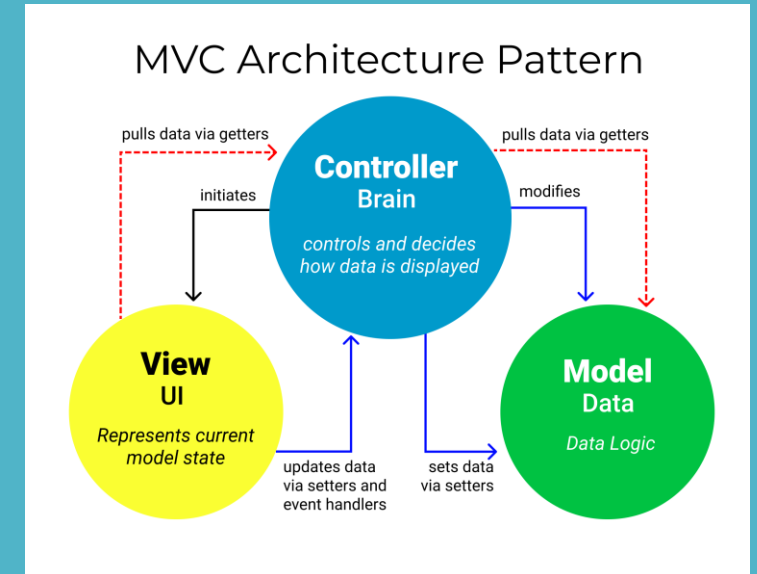 MVC Architecture Pattern
pulls data via getters
pulls data via getters
Controller
Brain
initiates
modifies
controls and decides
how data is displayed
View
UI
Represents current
model state
Model
Data
Data Logic
updates data
via setters and
event handlers
sets data
via setters